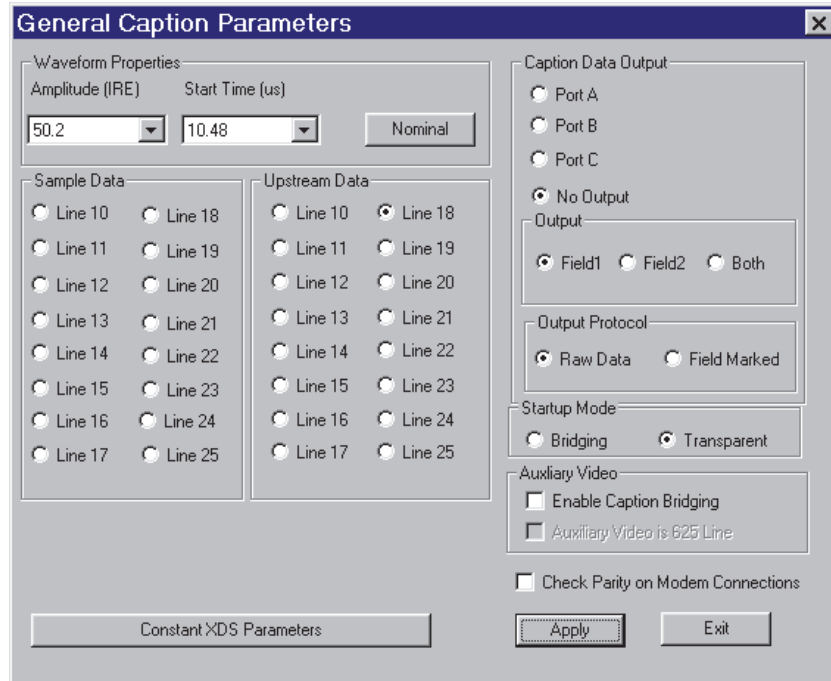 General Caption Parameters
Waveform Properties
Amplitude (IRE) Start Time (us)
50.2 10.48 Nominal
Sample Data
Line 10 Line 18
Line 11 Line 19
Line 12 Line 20
Line 13 Line 21
Line 14 Line 22
Line 15 Line 23
Line 16 Line 24
Line 17 Line 25
Upstream Data
Line 10 Line 18
Line 11 Line 19
Line 12 Line 20
Line 13 Line 21
Line 14 Line 22
Line 15 Line 23
Line 16 Line 24
Line 17 Line 25
Caption Data Output
Port A
Port B
Port C
No Output
Output
Field1 Field2 Both
Output Protocol
Raw Data Field Marked
Startup Mode
Bridging Transparent
Auxliary Video
Enable Caption Bridging
Auxiliary Video is 625 Line
Check Parity on Modem Connections
Constant XDS Parameters
Apply Exit